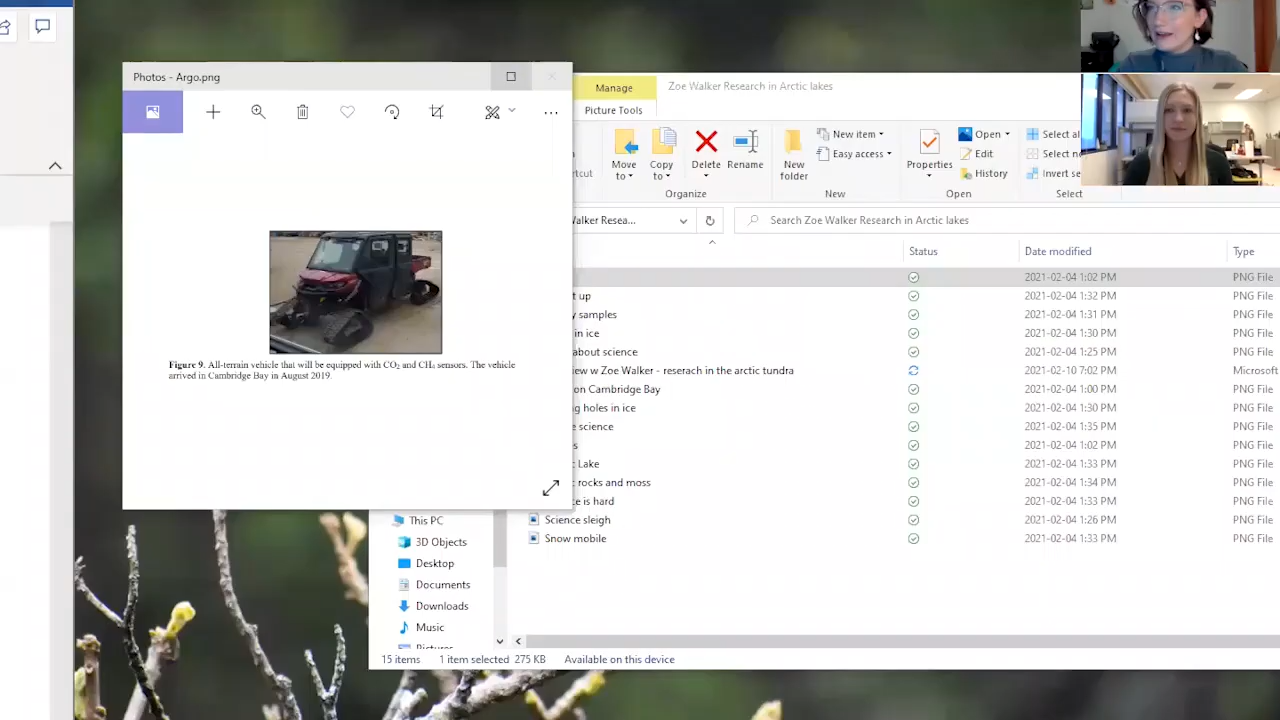 Photos - Argo.png
Figure 9. All-terrain vehicle that will be equipped with CO₂ and CH₄ sensors. The vehicle
arrived in Cambridge Bay in August 2019.
Manage
Zoe Walker Research in Arctic lakes
Picture Tools
Move
to
Copy
to
Delete
Rename
New
folder
New item
Easy access
Properties
Open
Edit
History
Select al
Select no
Invert se
rtcut
Organize
New
Open
Select
Walker Resea...
Search Zoe Walker Research in Arctic lakes
Status
Date modified
Type
2021-02-04 1:02 PM
PNG File
t up
2021-02-04 1:32 PM
PNG File
y samples
2021-02-04 1:31 PM
PNG File
in ice
2021-02-04 1:30 PM
PNG File
about science
2021-02-04 1:25 PM
PNG File
ew w Zoe Walker - reserach in the arctic tundra
2021-02-10 7:02 PM
Microsoft
on Cambridge Bay
2021-02-04 1:00 PM
PNG File
g holes in ice
2021-02-04 1:30 PM
PNG File
e science
2021-02-04 1:35 PM
PNG File
s
2021-02-04 1:02 PM
PNG File
c Lake
2021-02-04 1:33 PM
PNG File
c rocks and moss
2021-02-04 1:34 PM
PNG File
ce is hard
2021-02-04 1:33 PM
PNG File
Science sleigh
2021-02-04 1:26 PM
PNG File
Snow mobile
2021-02-04 1:33 PM
PNG File
This PC
3D Objects
Desktop
Documents
Downloads
Music
Pictures
15 items
1 item selected 275 KB
Available on this device